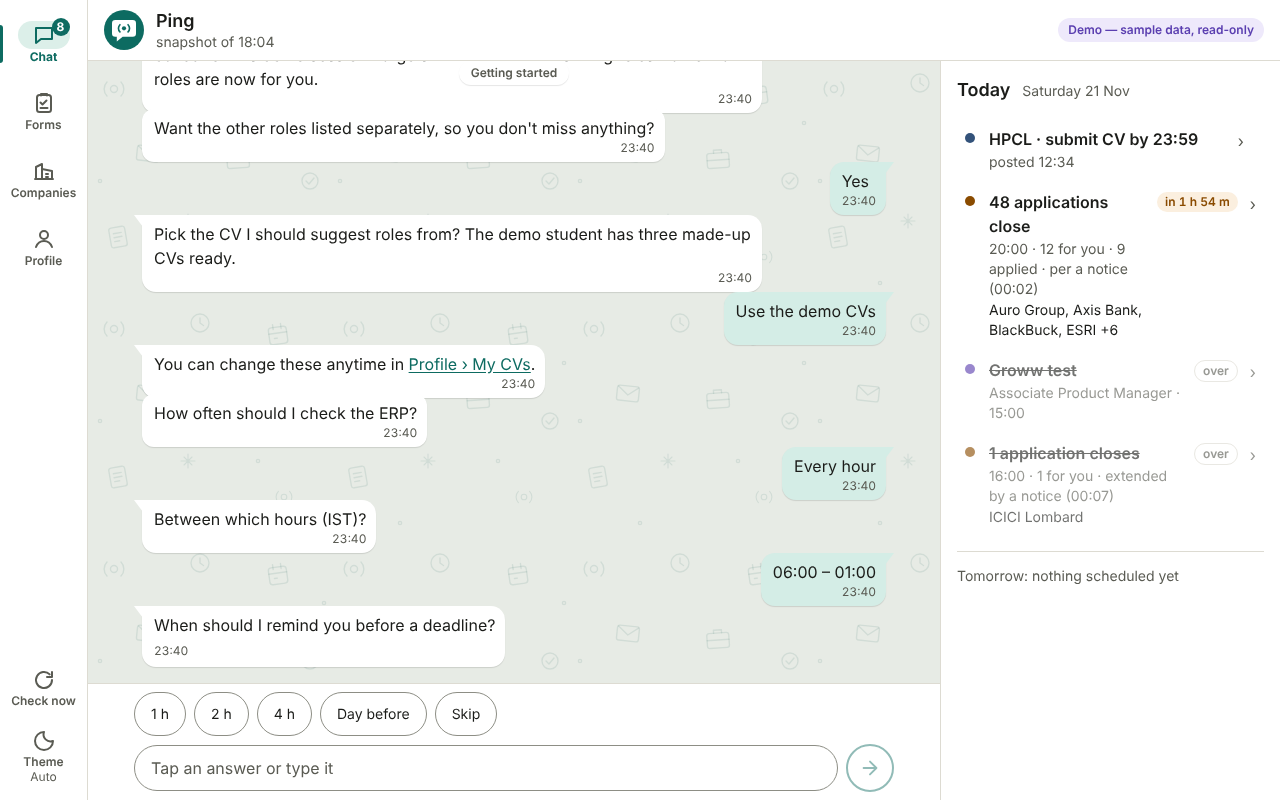 8
Chat
Forms
Companies
Profile
Check now
Theme
Auto
Ping
snapshot of 18:04
Demo — sample data, read-only
Getting started
roles are now for you.
23:40
Want the other roles listed separately, so you don't miss anything?
23:40
Yes
23:40
Pick the CV I should suggest roles from? The demo student has three made-up
CVs ready.
23:40
Use the demo CVs
23:40
You can change these anytime in Profile › My CVs.
23:40
How often should I check the ERP?
23:40
Every hour
23:40
Between which hours (IST)?
23:40
06:00 – 01:00
23:40
When should I remind you before a deadline?
23:40
1 h
2 h
4 h
Day before
Skip
Tap an answer or type it
Today Saturday 21 Nov
HPCL · submit CV by 23:59
posted 12:34
48 applications
close
in 1 h 54 m
20:00 · 12 for you · 9
applied · per a notice
(00:02)
Auro Group, Axis Bank,
BlackBuck, ESRI +6
Groww test
over
Associate Product Manager ·
15:00
1 application closes
over
16:00 · 1 for you · extended
by a notice (00:07)
ICICI Lombard
Tomorrow: nothing scheduled yet